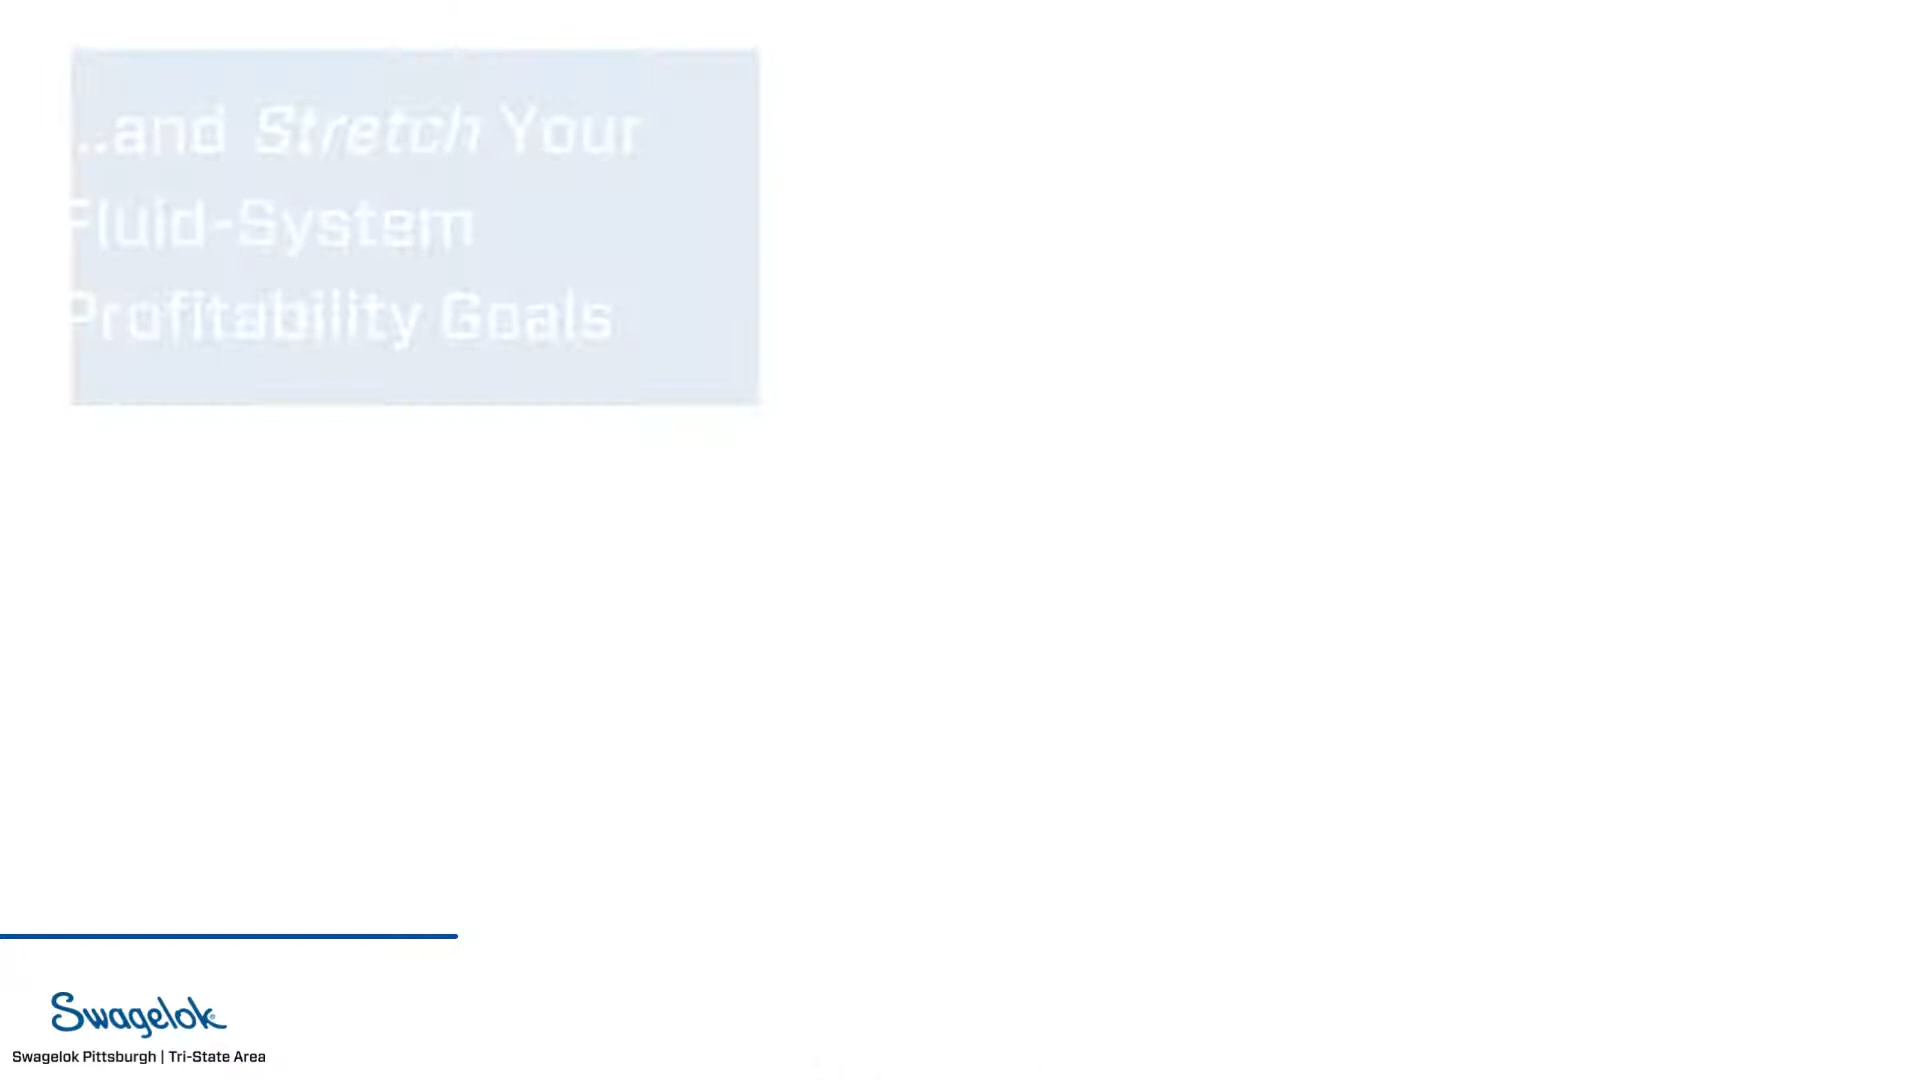 ...and Stretch Your
Fluid-System
Profitability Goals
Swagelok
Swagelok Pittsburgh | Tri-State Area